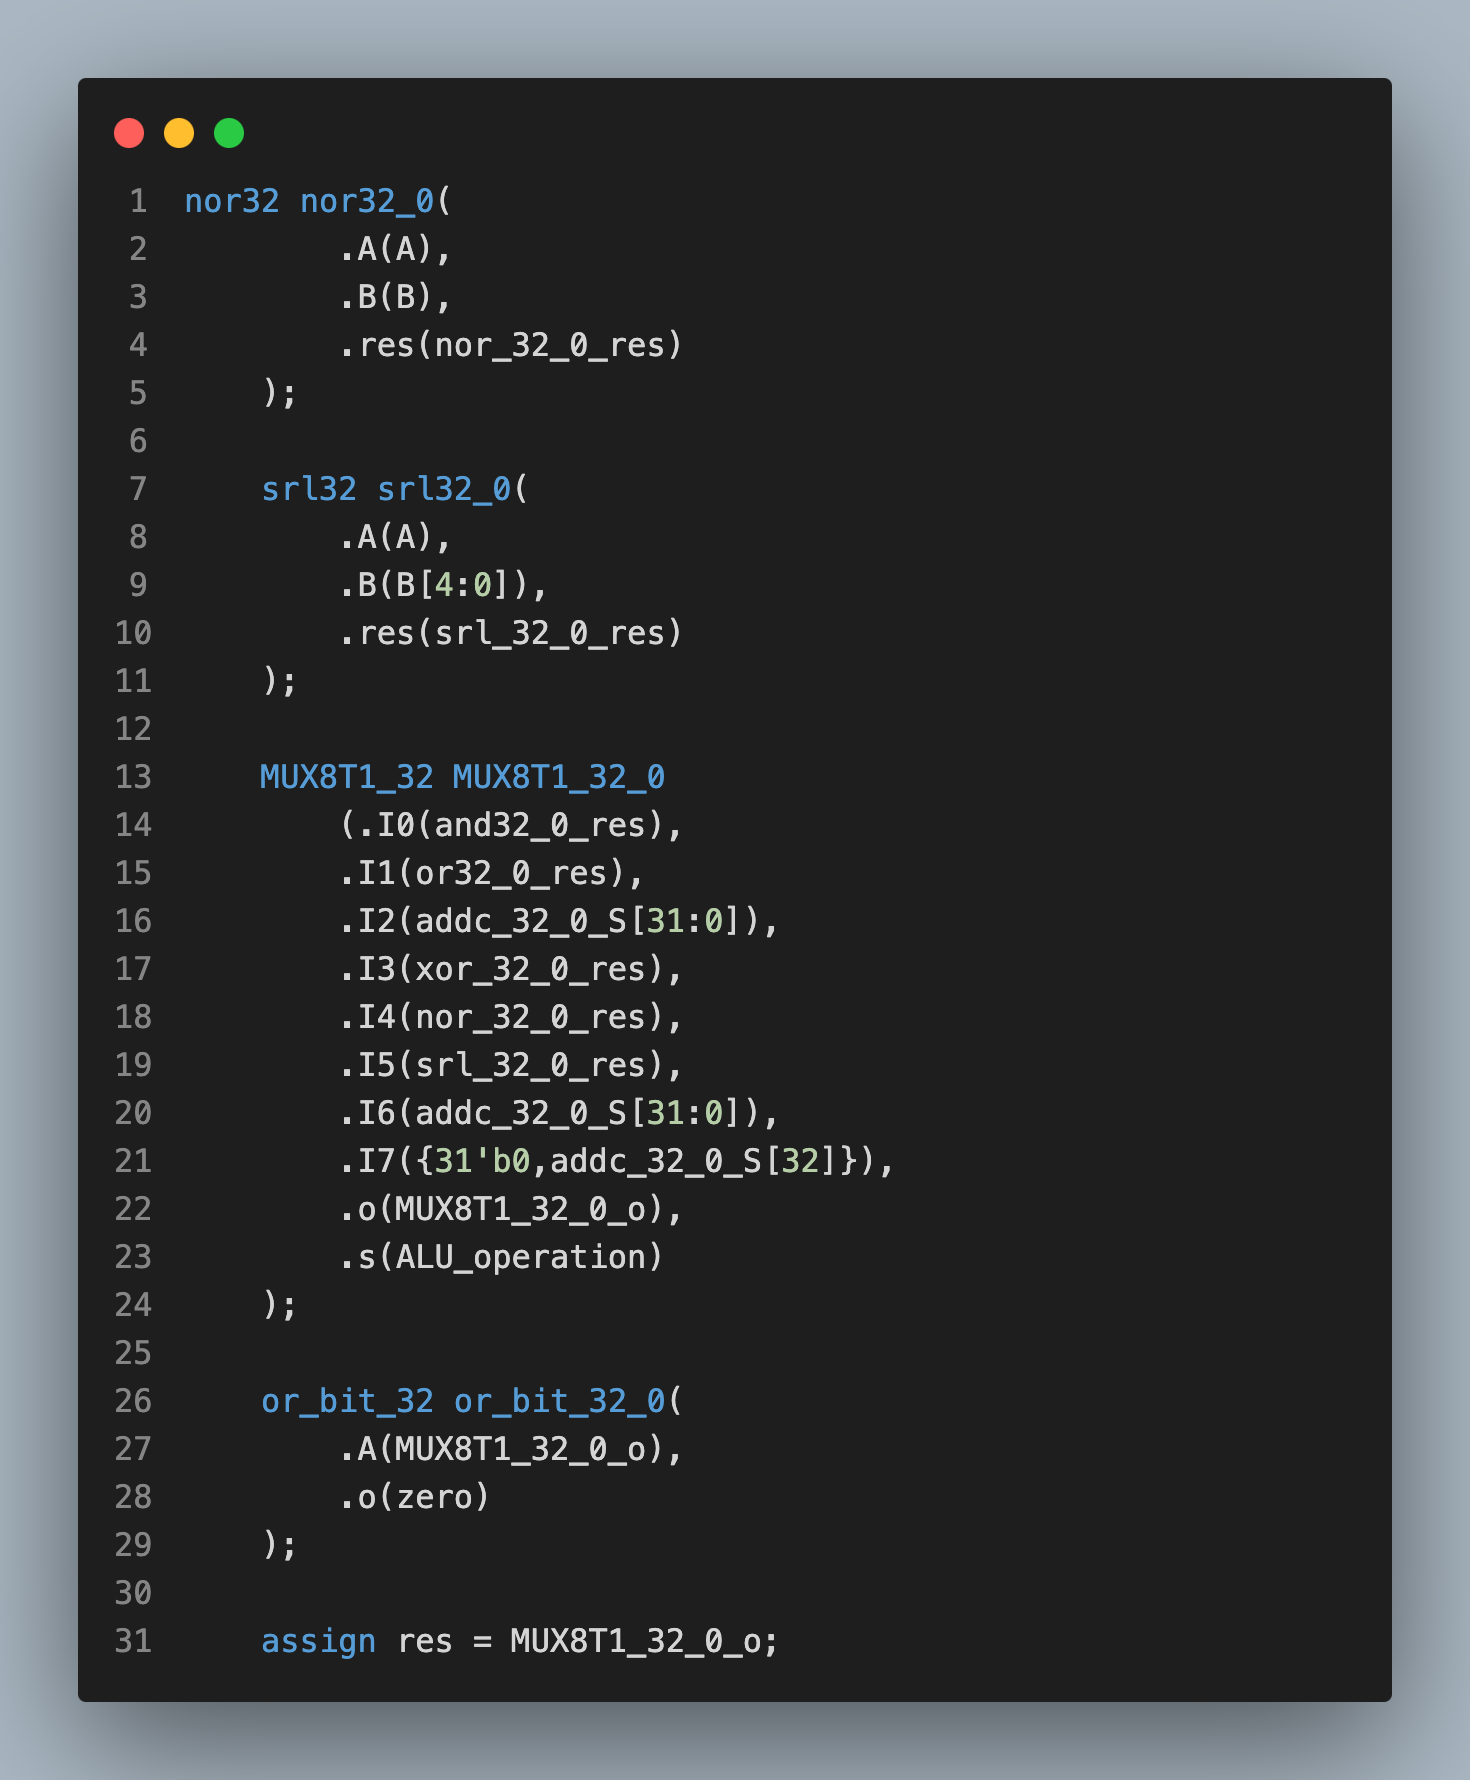 1 nor32 nor32_0(
2         .A(A),
3         .B(B),
4         .res(nor_32_0_res)
5     );
6
7     srl32 srl32_0(
8         .A(A),
9         .B(B[4:0]),
10         .res(srl_32_0_res)
11     );
12
13     MUX8T1_32 MUX8T1_32_0
14         (.I0(and32_0_res),
15         .I1(or32_0_res),
16         .I2(addc_32_0_S[31:0]),
17         .I3(xor_32_0_res),
18         .I4(nor_32_0_res),
19         .I5(srl_32_0_res),
20         .I6(addc_32_0_S[31:0]),
21         .I7({31'b0,addc_32_0_S[32]}),
22         .o(MUX8T1_32_0_o),
23         .s(ALU_operation)
24     );
25
26     or_bit_32 or_bit_32_0(
27         .A(MUX8T1_32_0_o),
28         .o(zero)
29     );
30
31     assign res = MUX8T1_32_0_o;